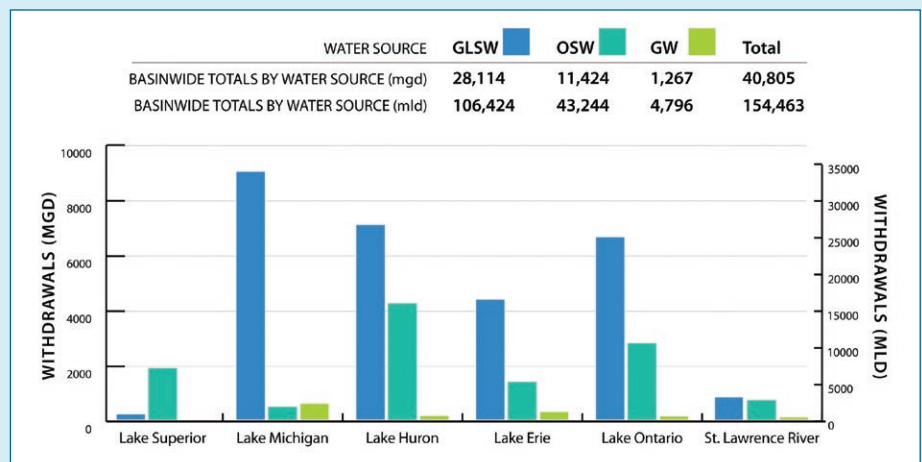 WATER SOURCE GLSW OSW GW Total
BASINWIDE TOTALS BY WATER SOURCE (mgd) 28,114 11,424 1,267 40,805
BASINWIDE TOTALS BY WATER SOURCE (mld) 106,424 43,244 4,796 154,463
WITHDRAWALS (MGD)
10000
8000
6000
4000
2000
0
35000
30000
25000
20000
15000
10000
5000
0
WITHDRAWALS (MLD)
Lake Superior Lake Michigan Lake Huron Lake Erie Lake Ontario St. Lawrence River